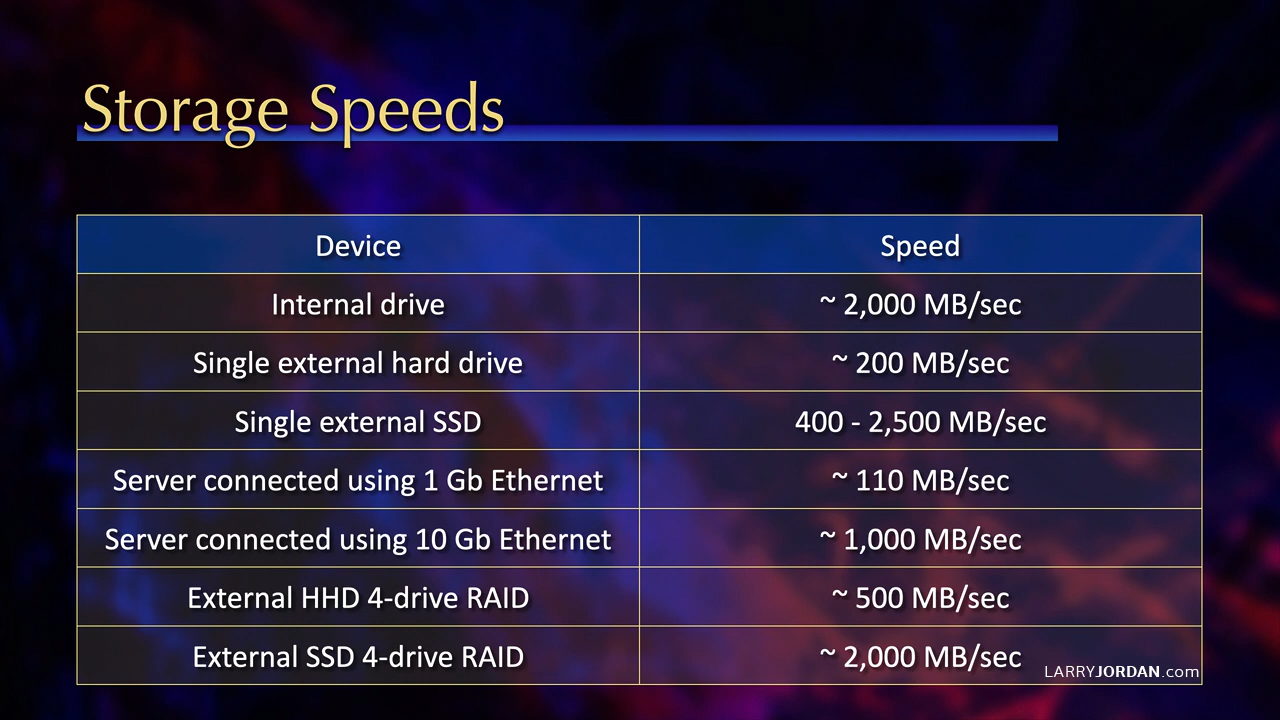 Storage Speeds
Device Speed
Internal drive ~ 2,000 MB/sec
Single external hard drive ~ 200 MB/sec
Single external SSD 400 - 2,500 MB/sec
Server connected using 1 Gb Ethernet ~ 110 MB/sec
Server connected using 10 Gb Ethernet ~ 1,000 MB/sec
External HHD 4-drive RAID ~ 500 MB/sec
External SSD 4-drive RAID ~ 2,000 MB/sec
LARRYJORDAN.com